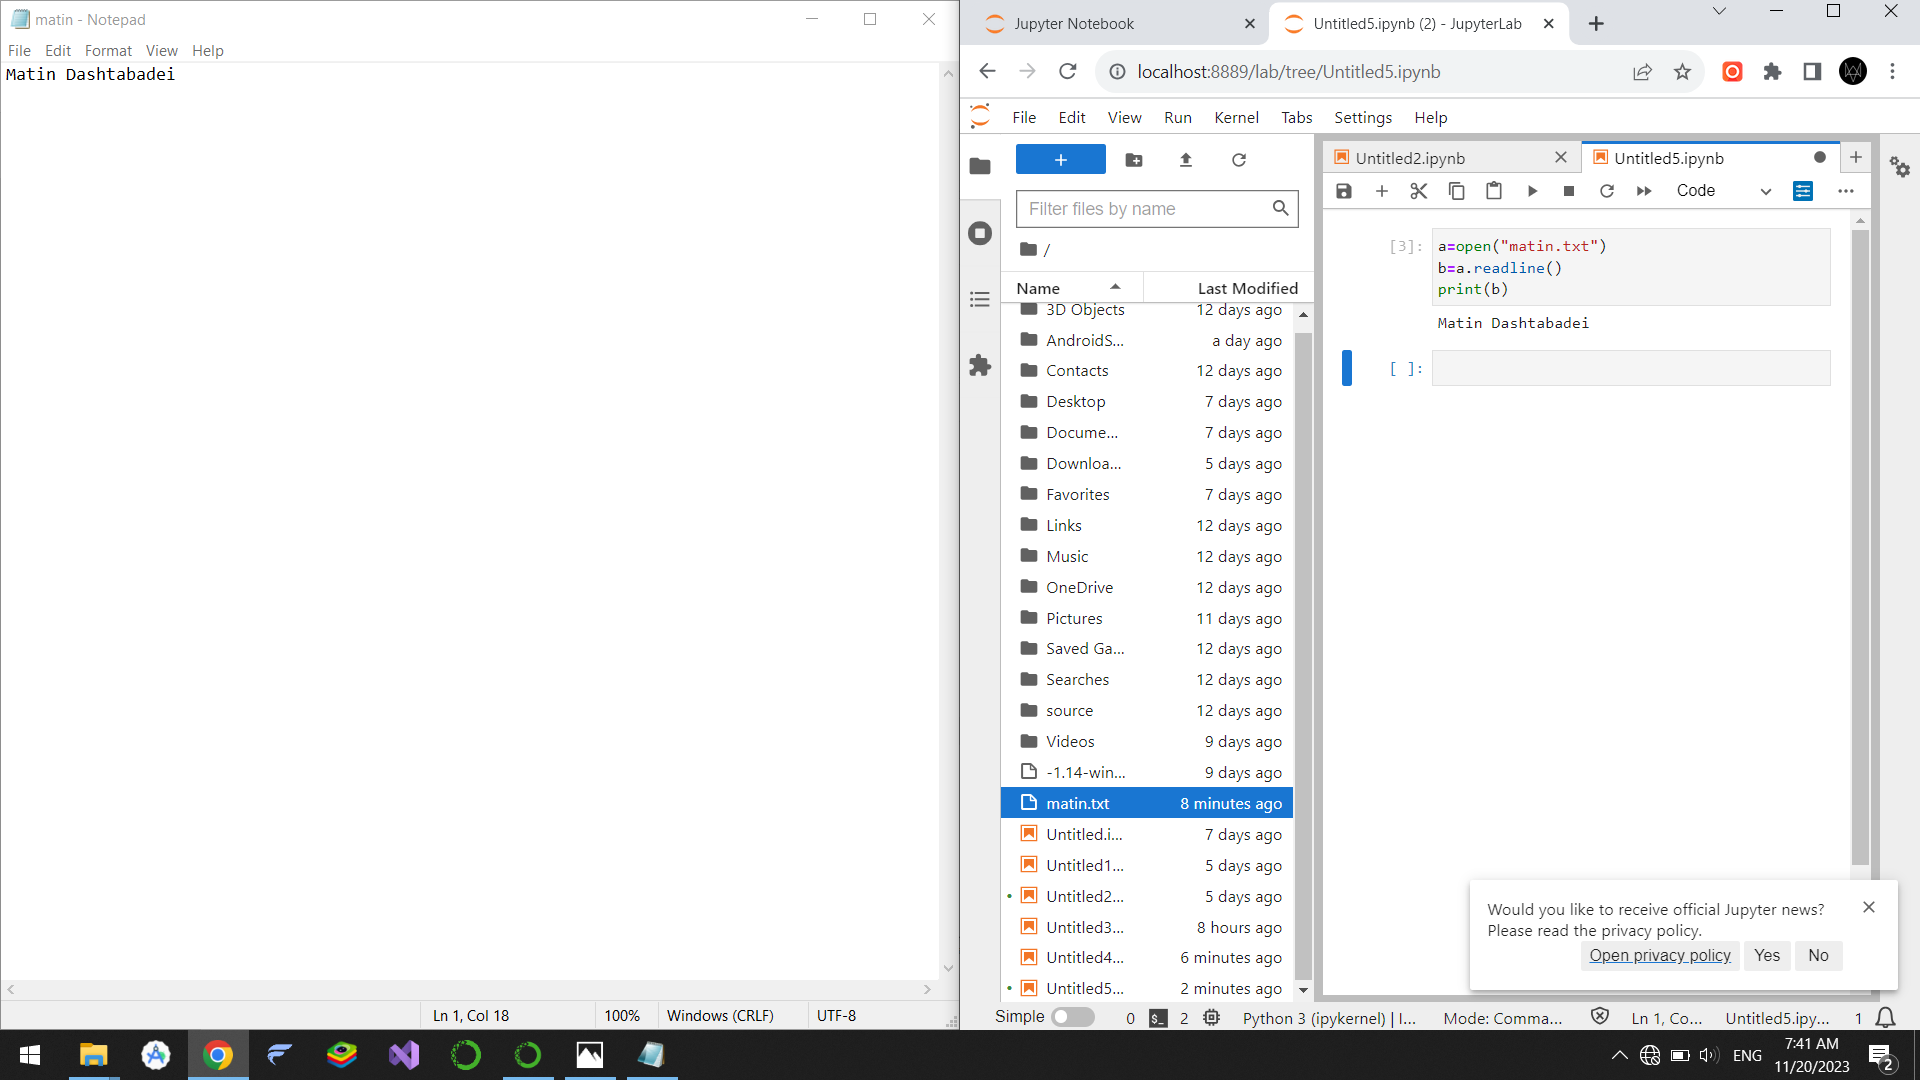 matin - Notepad
File Edit Format View Help
Matin Dashtabadei
Ln 1, Col 18 100% Windows (CRLF) UTF-8
Jupyter Notebook
Untitled5.ipynb (2) - JupyterLab
localhost:8889/lab/tree/Untitled5.ipynb
File Edit View Run Kernel Tabs Settings Help
Filter files by name
/
Name Last Modified
3D Objects 12 days ago
AndroidS... a day ago
Contacts 12 days ago
Desktop 7 days ago
Docume... 7 days ago
Downloa... 5 days ago
Favorites 7 days ago
Links 12 days ago
Music 12 days ago
OneDrive 12 days ago
Pictures 11 days ago
Saved Ga... 12 days ago
Searches 12 days ago
source 12 days ago
Videos 9 days ago
-1.14-win... 9 days ago
matin.txt 8 minutes ago
Untitled.i... 7 days ago
Untitled1... 5 days ago
Untitled2... 5 days ago
Untitled3... 8 hours ago
Untitled4... 6 minutes ago
Untitled5... 2 minutes ago
Untitled2.ipynb
Untitled5.ipynb
Code
[3]:
a=open("matin.txt")
b=a.readline()
print(b)
Matin Dashtabadei
[ ]:
Would you like to receive official Jupyter news?
Please read the privacy policy.
Open privacy policy Yes No
Simple 0 $_ 2 Python 3 (ipykernel) | I... Mode: Comma... Ln 1, Co... Untitled5.ipy... 1
ENG
7:41 AM
11/20/2023
2